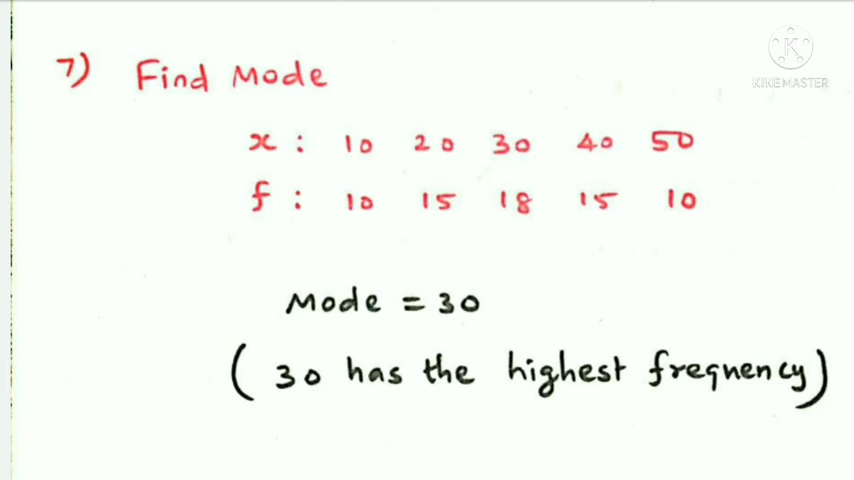 KINEMASTER
7) Find Mode
x : 10 20 30 40 50
f : 10 15 18 15 10
Mode = 30
( 30 has the highest frequency )